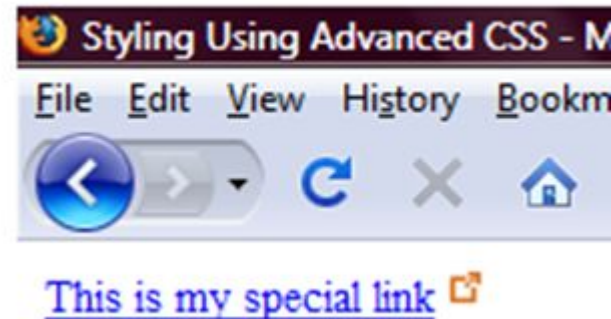 Styling Using Advanced CSS - M
File Edit View History Bookm
This is my special link